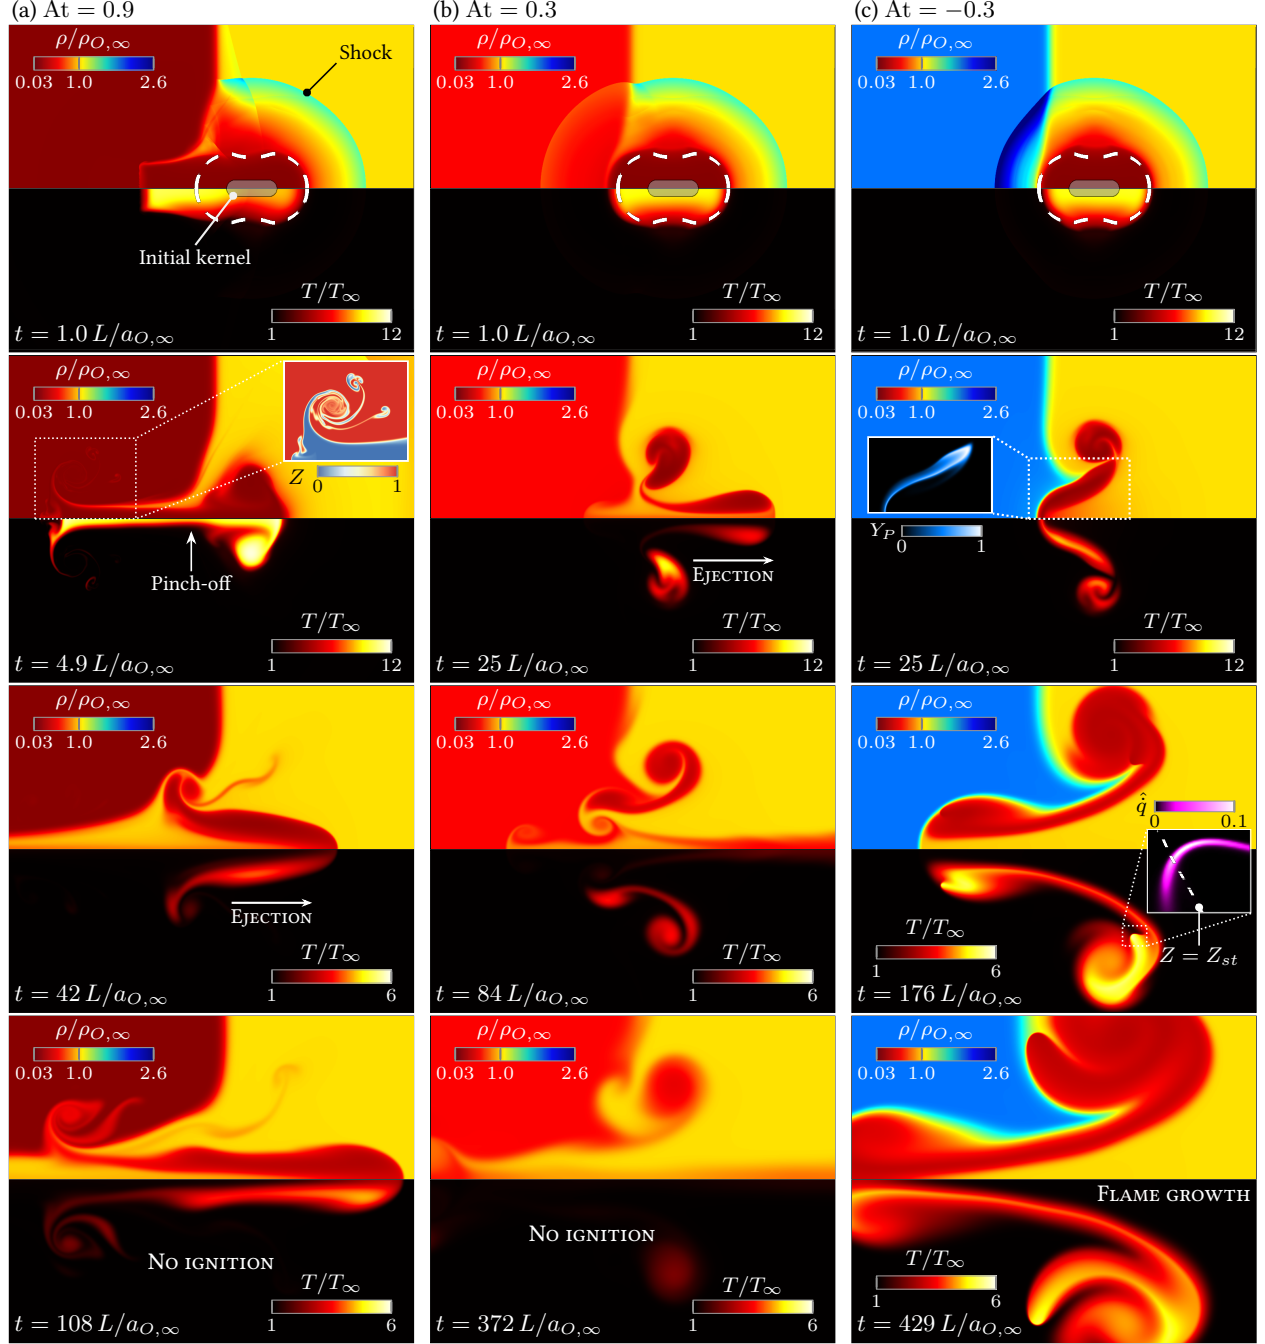 (a) At = 0.9
(b) At = 0.3
(c) At = −0.3
ρ/ρO,∞
0.03 1.0 2.6
Shock
Initial kernel
T/T∞
1 12
t = 1.0 L/aO,∞
ρ/ρO,∞
0.03 1.0 2.6
T/T∞
1 12
t = 1.0 L/aO,∞
ρ/ρO,∞
0.03 1.0 2.6
T/T∞
1 12
t = 1.0 L/aO,∞
ρ/ρO,∞
0.03 1.0 2.6
Z
0 1
Pinch-off
T/T∞
1 12
t = 4.9 L/aO,∞
ρ/ρO,∞
0.03 1.0 2.6
Ejection
T/T∞
1 12
t = 25 L/aO,∞
ρ/ρO,∞
0.03 1.0 2.6
YP
0 1
T/T∞
1 12
t = 25 L/aO,∞
ρ/ρO,∞
0.03 1.0 2.6
Ejection
T/T∞
1 6
t = 42 L/aO,∞
ρ/ρO,∞
0.03 1.0 2.6
T/T∞
1 6
t = 84 L/aO,∞
ρ/ρO,∞
0.03 1.0 2.6
q̇̂
0 0.1
Z = Zst
T/T∞
1 6
t = 176 L/aO,∞
ρ/ρO,∞
0.03 1.0 2.6
No ignition
T/T∞
1 6
t = 108 L/aO,∞
ρ/ρO,∞
0.03 1.0 2.6
No ignition
T/T∞
1 6
t = 372 L/aO,∞
ρ/ρO,∞
0.03 1.0 2.6
Flame growth
T/T∞
1 6
t = 429 L/aO,∞